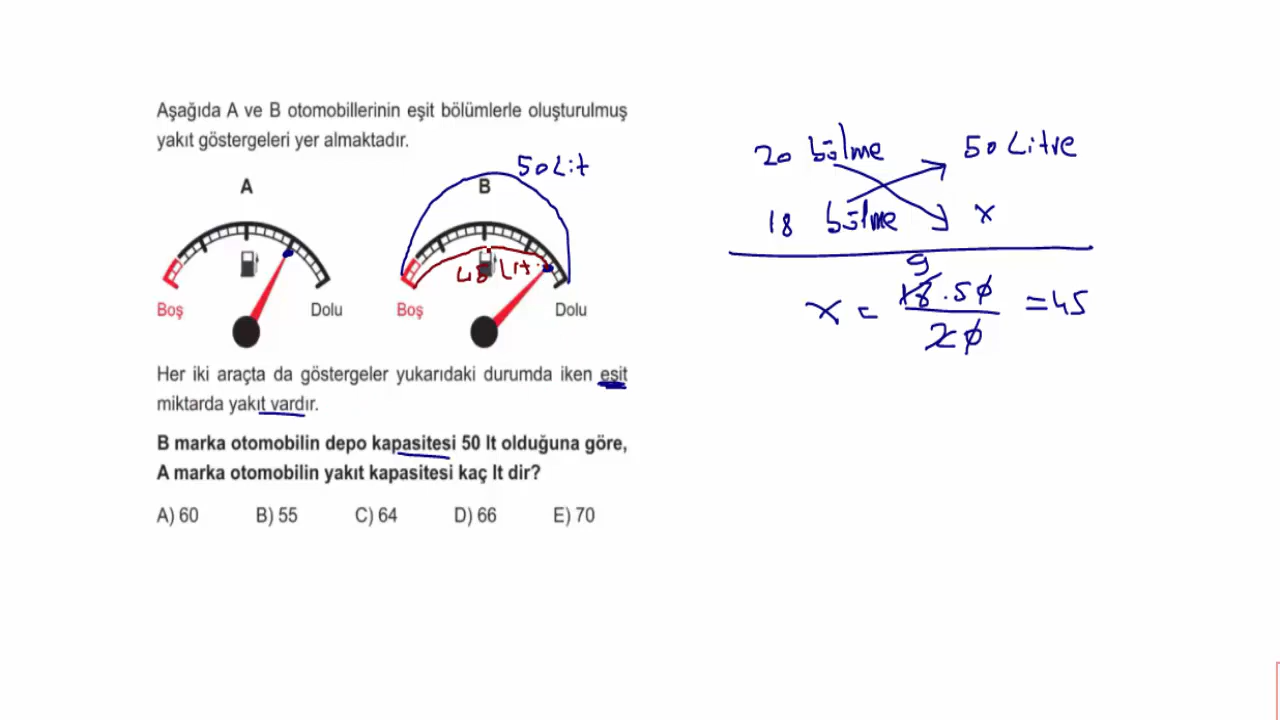 Aşağıda A ve B otomobillerinin eşit bölümlerle oluşturulmuş
yakıt göstergeleri yer almaktadır.
50 Lit
A
B
45 Lit
Boş
Dolu
Boş
Dolu
Her iki araçta da göstergeler yukarıdaki durumda iken eşit
miktarda yakıt vardır.
B marka otomobilin depo kapasitesi 50 lt olduğuna göre,
A marka otomobilin yakıt kapasitesi kaç lt dir?
A) 60 B) 55 C) 64 D) 66 E) 70
20 bölme 50 Litre
18 bölme x
9
x = 18.50 = 45
20